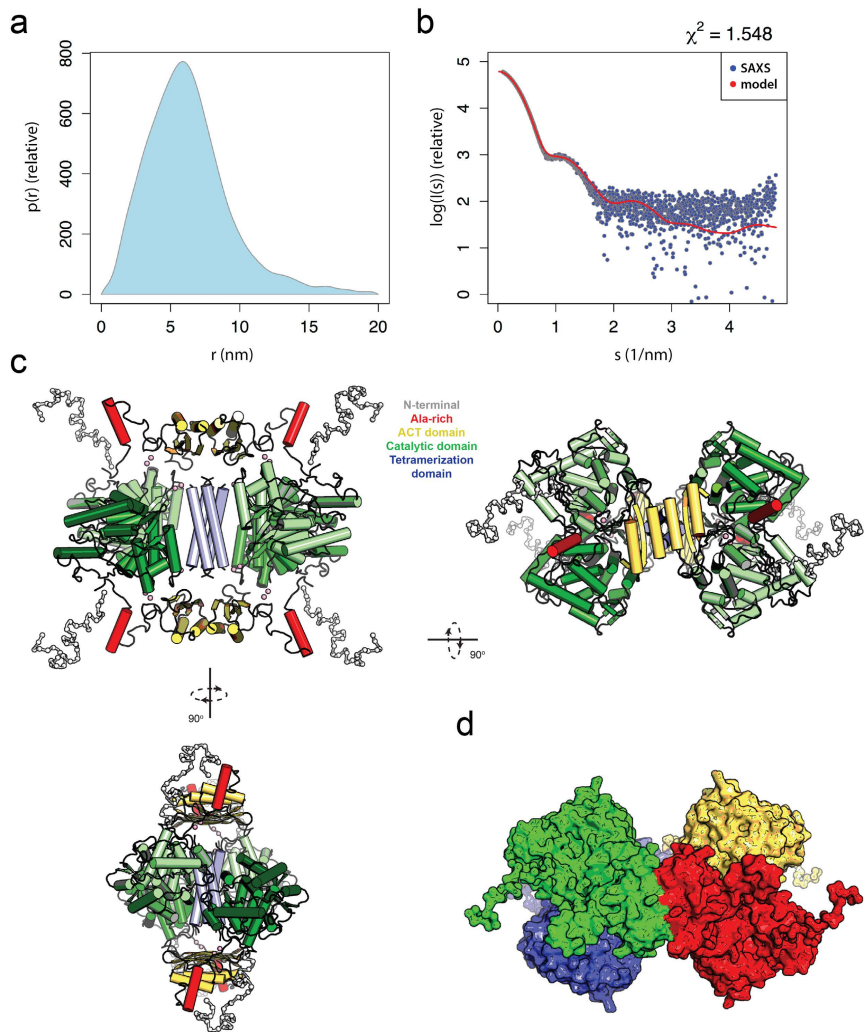 a
p(r) (relative)
800
600
400
200
0
0 5 10 15 20
r (nm)
b
χ² = 1.548
SAXS
model
log(I(s)) (relative)
5
4
3
2
1
0
0 1 2 3 4
s (1/nm)
c
N-terminal
Ala-rich
ACT domain
Catalytic domain
Tetramerization
domain
90°
90°
d